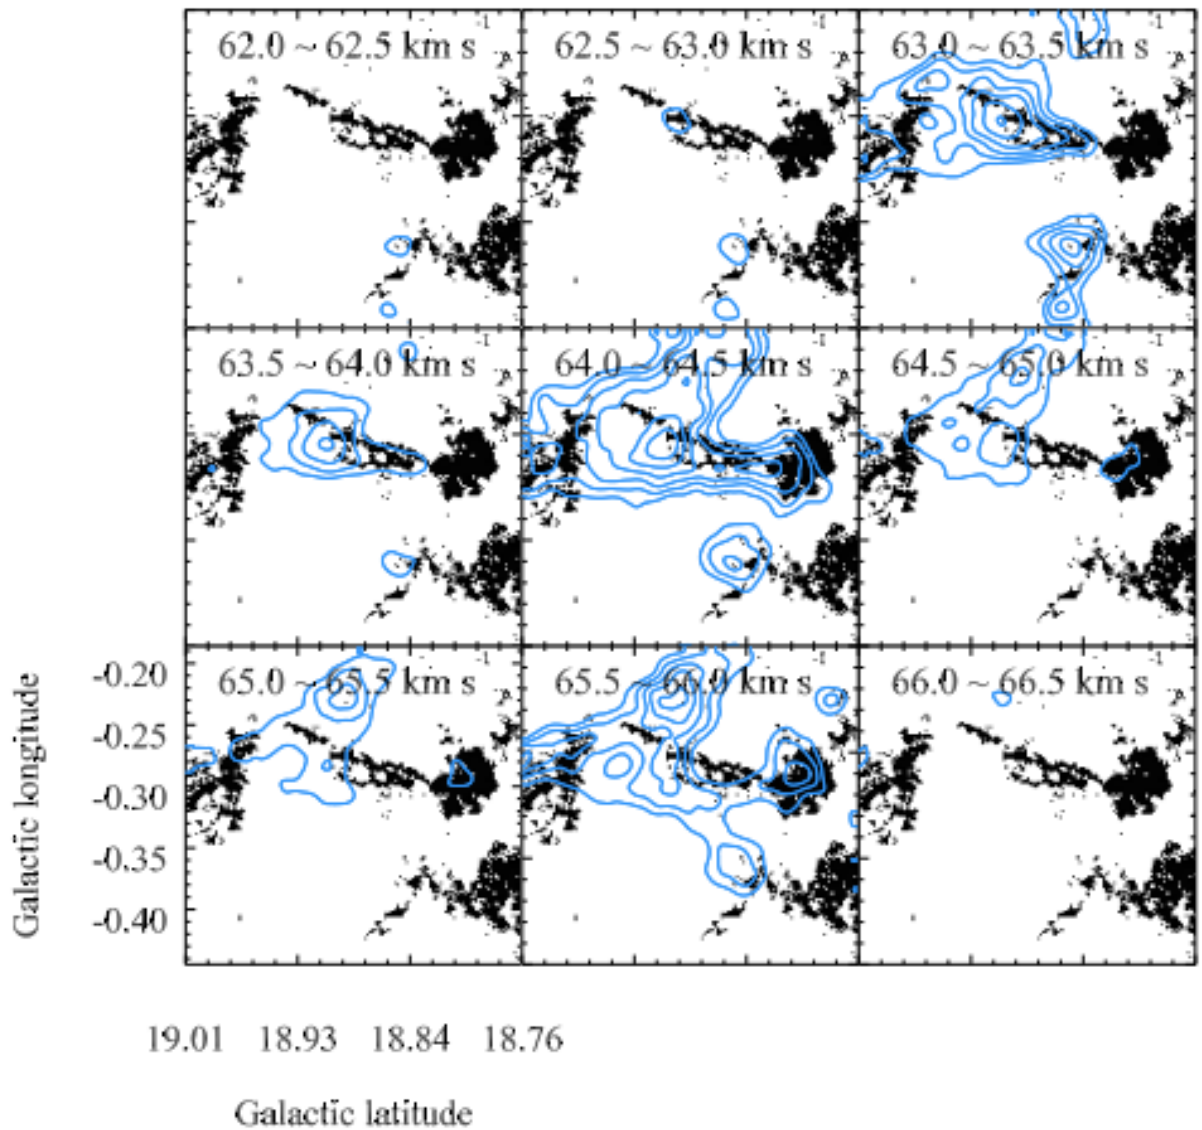 62.0 ~ 62.5 km s-1
62.5 ~ 63.0 km s-1
63.0 ~ 63.5 km s-1
63.5 ~ 64.0 km s-1
64.0 ~ 64.5 km s-1
64.5 ~ 65.0 km s-1
65.0 ~ 65.5 km s-1
65.5 ~ 66.0 km s-1
66.0 ~ 66.5 km s-1
Galactic longitude
-0.20
-0.25
-0.30
-0.35
-0.40
19.01 18.93 18.84 18.76
Galactic latitude